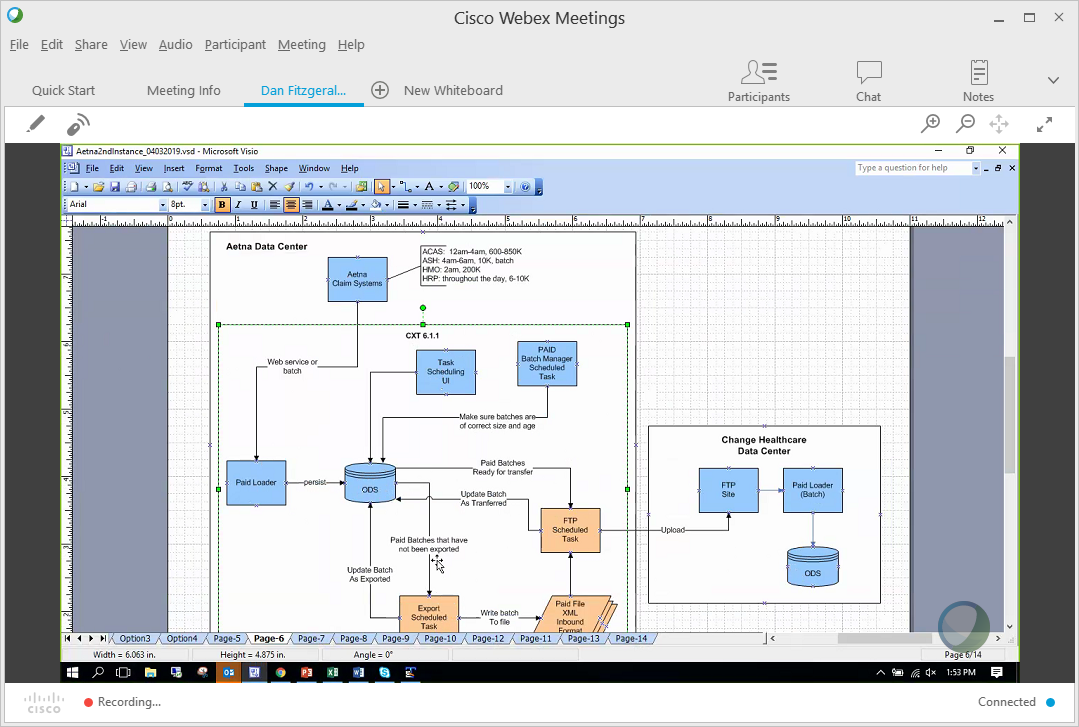 Cisco Webex Meetings
File Edit Share View Audio Participant Meeting Help
Quick Start
Meeting Info
Dan Fitzgeral...
New Whiteboard
Participants
Chat
Notes
Aetna2ndInstance_04032019.vsd - Microsoft Visio
File Edit View Insert Format Tools Shape Window Help
Type a question for help
100%
Arial
8pt.
B I U
Aetna Data Center
Aetna
Claim Systems
ACAS: 12am-4am, 600-850K
ASH: 4am-6am, 10K, batch
HMO: 2am, 200K
HRP: throughout the day, 6-10K
CXT 6.1.1
Web service or
batch
Task
Scheduling
UI
PAID
Batch Manager
Scheduled
Task
Make sure batches are
of correct size and age
Paid Loader
persist
ODS
Paid Batches
Ready for transfer
Update Batch
As Tranferred
FTP
Scheduled
Task
Upload
Paid Batches that have
not been exported
Update Batch
As Exported
Export
Scheduled
Task
Write batch
To file
Paid File
XML
Inbound
Format
Change Healthcare
Data Center
FTP
Site
Paid Loader
(Batch)
ODS
Option3 Option4 Page-5 Page-6 Page-7 Page-8 Page-9 Page-10 Page-12 Page-11 Page-13 Page-14
Width = 6.063 in. Height = 4.875 in. Angle = 0° Page 6/14
1:53 PM
cisco
Recording...
Connected